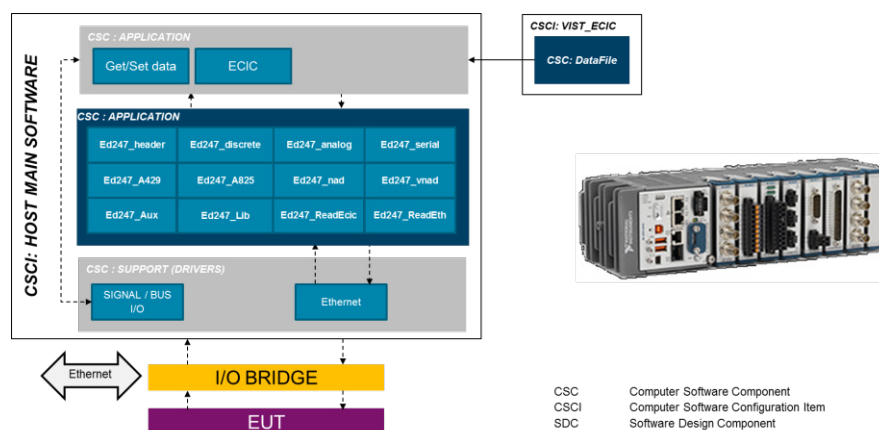 CSCI: HOST MAIN SOFTWARE
CSC : APPLICATION
Get/Set data
ECIC
CSC : APPLICATION
Ed247_header
Ed247_discrete
Ed247_analog
Ed247_serial
Ed247_A429
Ed247_A825
Ed247_nad
Ed247_vnad
Ed247_Aux
Ed247_Lib
Ed247_ReadEcic
Ed247_ReadEth
CSC : SUPPORT (DRIVERS)
SIGNAL / BUS
I/O
Ethernet
Ethernet
I/O BRIDGE
EUT
CSCI: VIST_ECIC
CSC: DataFile
CSC Computer Software Component
CSCI Computer Software Configuration Item
SDC Software Design Component